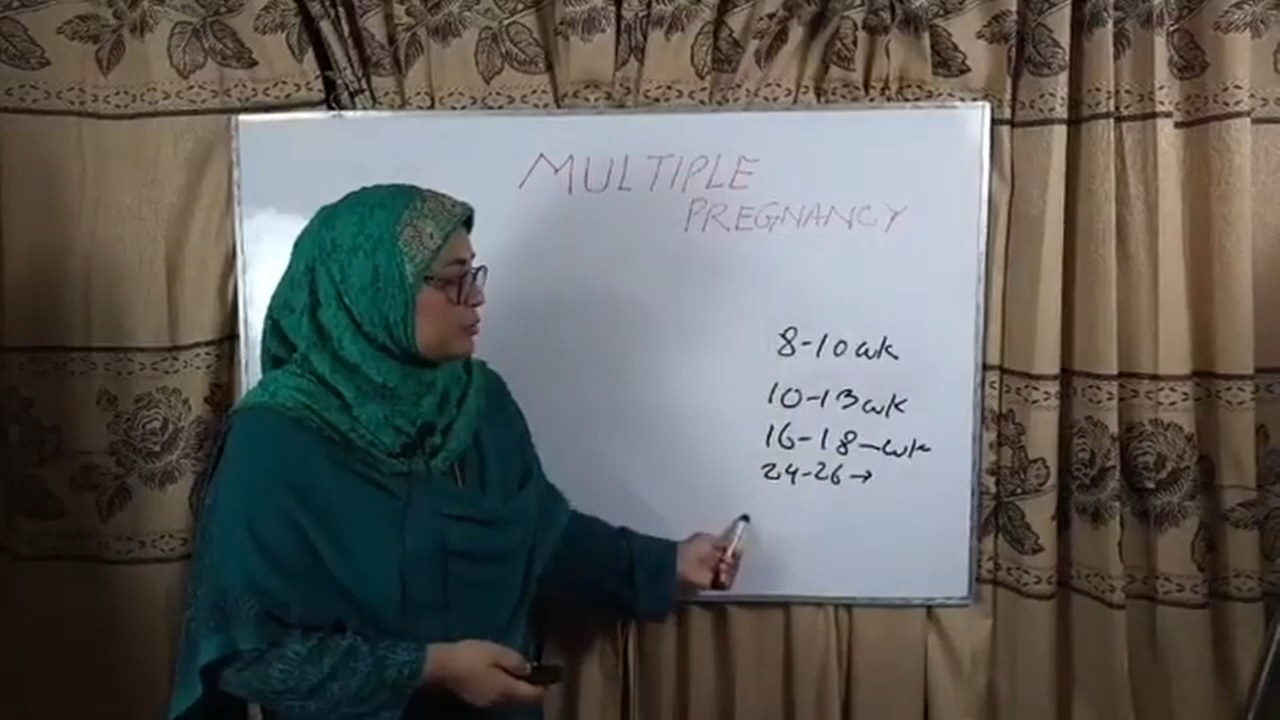 MULTIPLE
PREGNANCY
8-10wk
10-13wk
16-18-wk
24-26→